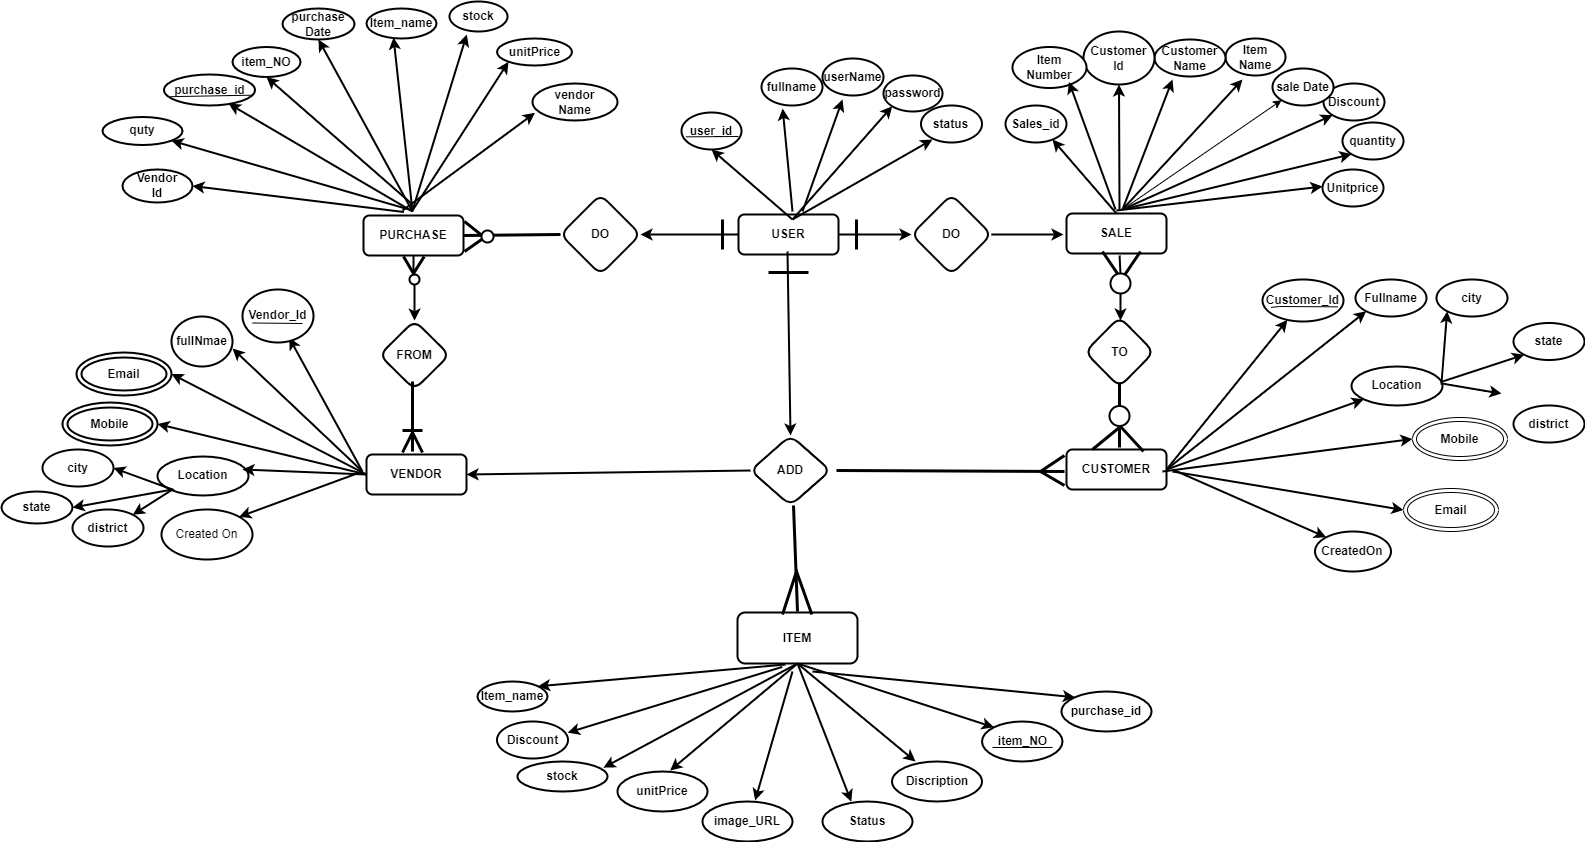 purchase
Date
Item_name
stock
unitPrice
item_NO
purchase_id
vendor
Name
quty
Vendor
Id
PURCHASE
DO
fullname
userName
password
user_id
status
USER
DO
Item
Number
Customer
Id
Customer
Name
Item
Name
sale Date
Discount
Sales_id
quantity
Unitprice
SALE
Vendor_Id
fullNmae
Email
Mobile
city
Location
state
district
Created On
FROM
VENDOR
ADD
TO
CUSTOMER
Customer_Id
Fullname
city
state
Location
district
Mobile
Email
CreatedOn
ITEM
Item_name
Discount
stock
unitPrice
image_URL
Status
Discription
item_NO
purchase_id